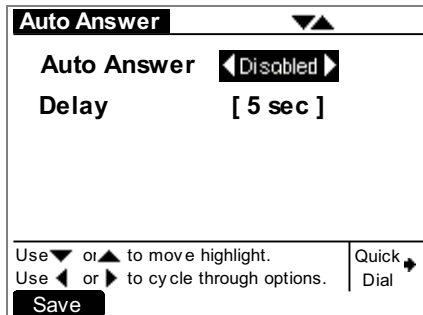 Auto Answer
Auto Answer Disabled
Delay [ 5 sec ]
Use ▼ or ▲ to move highlight.
Use ◀ or ▶ to cycle through options.
Quick
Dial
Save